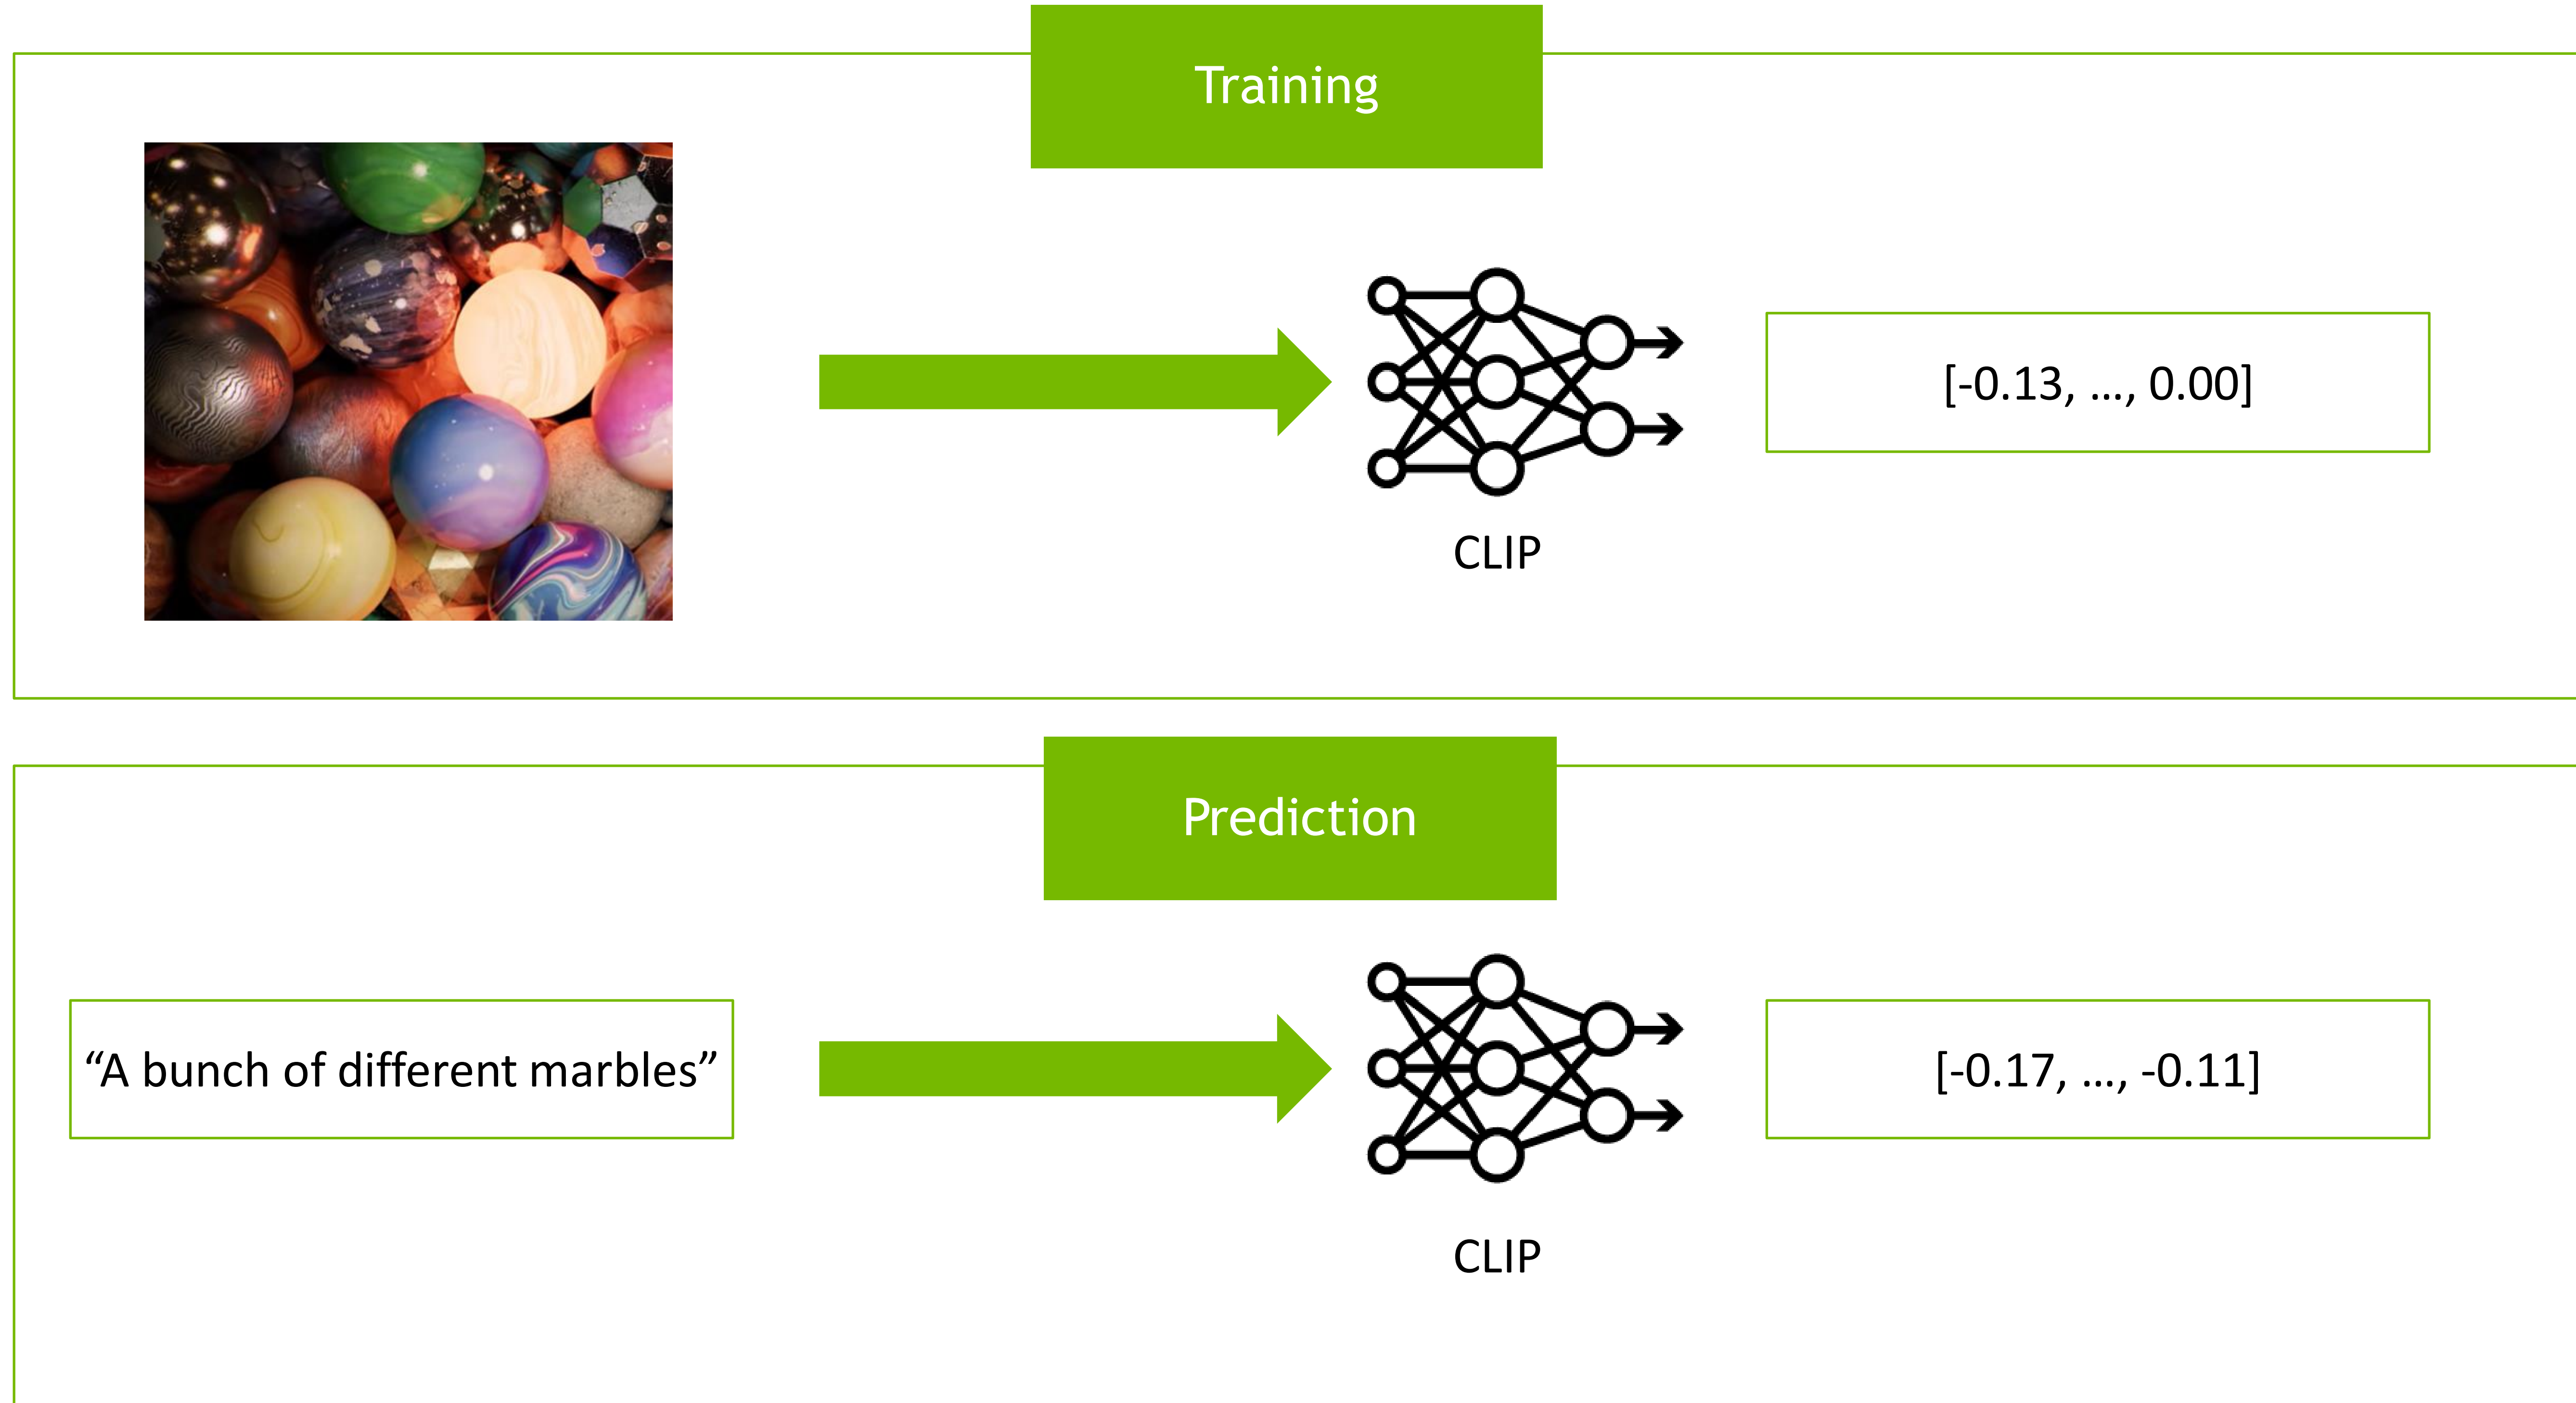 Training
[-0.13, ..., 0.00]
CLIP
Prediction
“A bunch of different marbles”
[-0.17, ..., -0.11]
CLIP